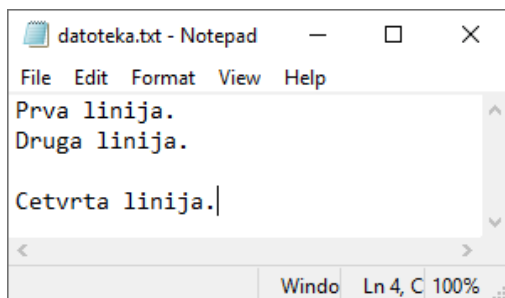 datoteka.txt - Notepad
File Edit Format View Help
Prva linija.
Druga linija.
Cetvrta linija.
Windo Ln 4, C 100%